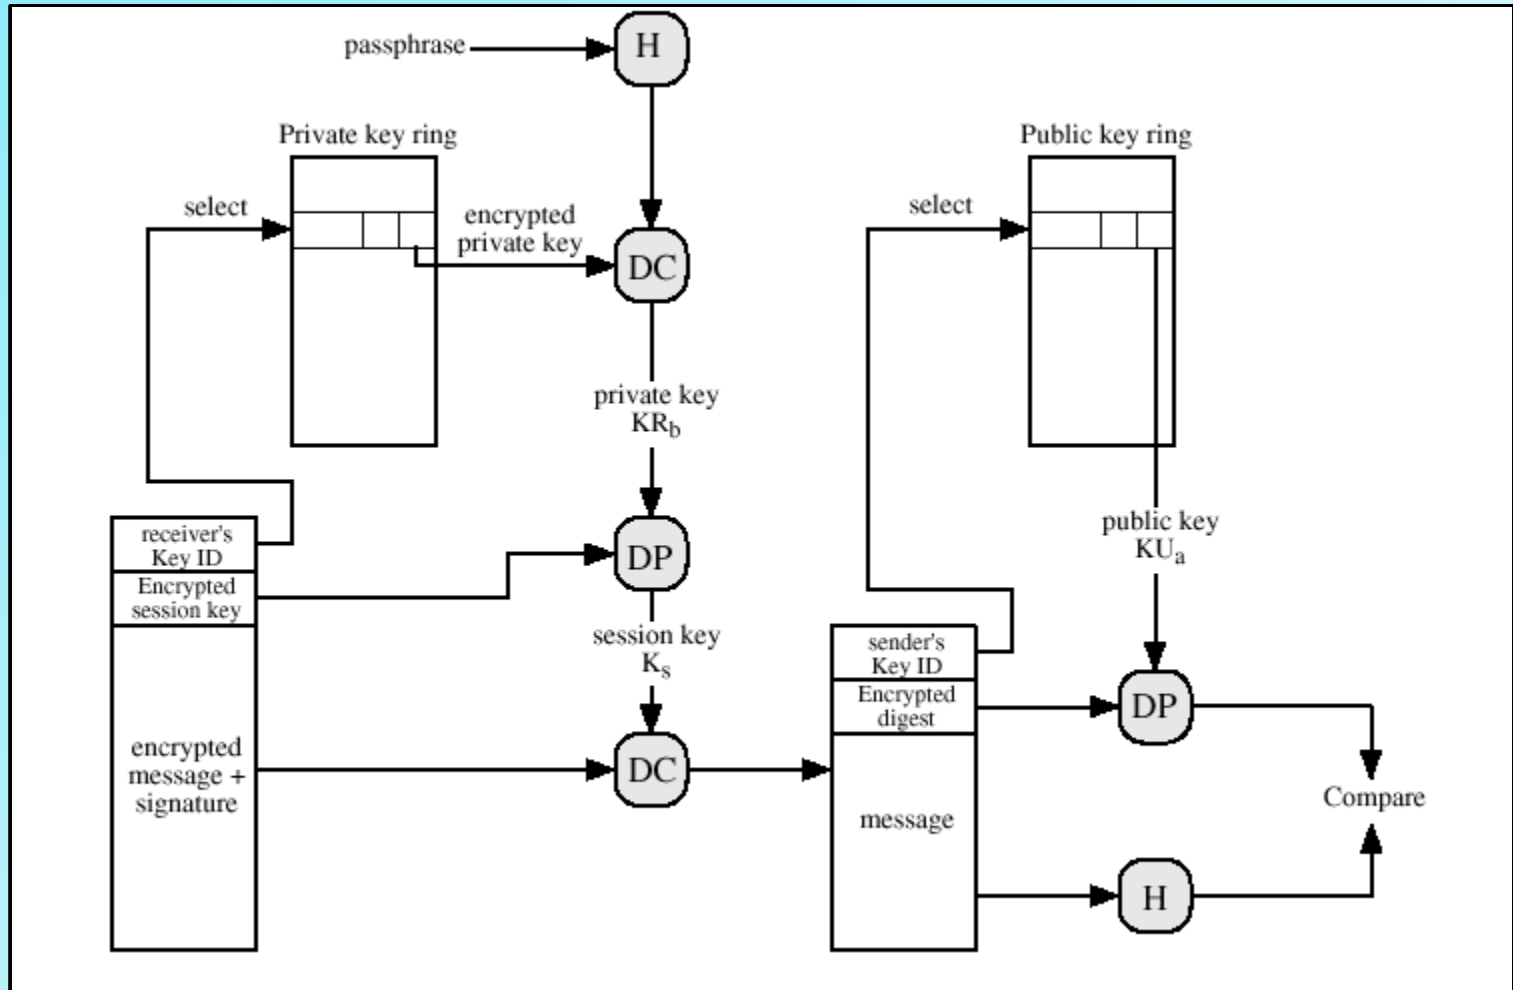 passphrase
H
Private key ring
Public key ring
select
encrypted
private key
select
DC
private key
KRb
receiver's
Key ID
Encrypted
session key
DP
public key
KUa
session key
Ks
sender's
Key ID
Encrypted
digest
DP
encrypted
message +
signature
DC
message
Compare
H